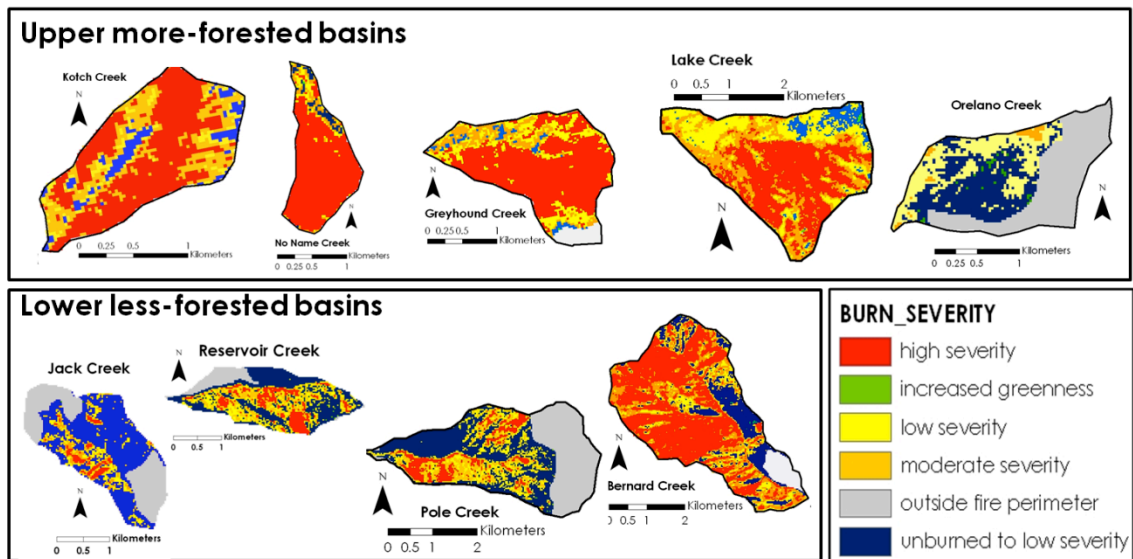 Upper more-forested basins
Kotch Creek
N
0 0.25 0.5 1
Kilometers
No Name Creek
N
0 0.25 0.5 1
Kilometers
Greyhound Creek
N
0 0.25 0.5 1
Kilometers
Lake Creek
0 0.5 1 2
Kilometers
N
Orelano Creek
N
0 0.25 0.5 1
Kilometers
Lower less-forested basins
Jack Creek
N
Kilometers
0 0.5 1
Reservoir Creek
N
Kilometers
0 0.5 1
Pole Creek
N
Kilometers
0 0.5 1 2
Bernard Creek
N
Kilometers
0 0.5 1 2
BURN_SEVERITY
high severity
increased greenness
low severity
moderate severity
outside fire perimeter
unburned to low severity